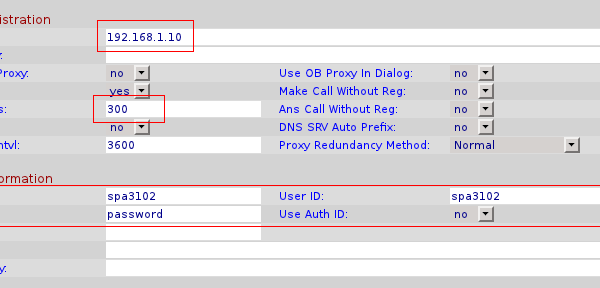 istration
192.168.1.10
:
Proxy: no Use OB Proxy In Dialog: no
yes Make Call Without Reg: no
s: 300 Ans Call Without Reg: no
no DNS SRV Auto Prefix: no
ntvl: 3600 Proxy Redundancy Method: Normal
ormation
spa3102 User ID: spa3102
password Use Auth ID: no
y: